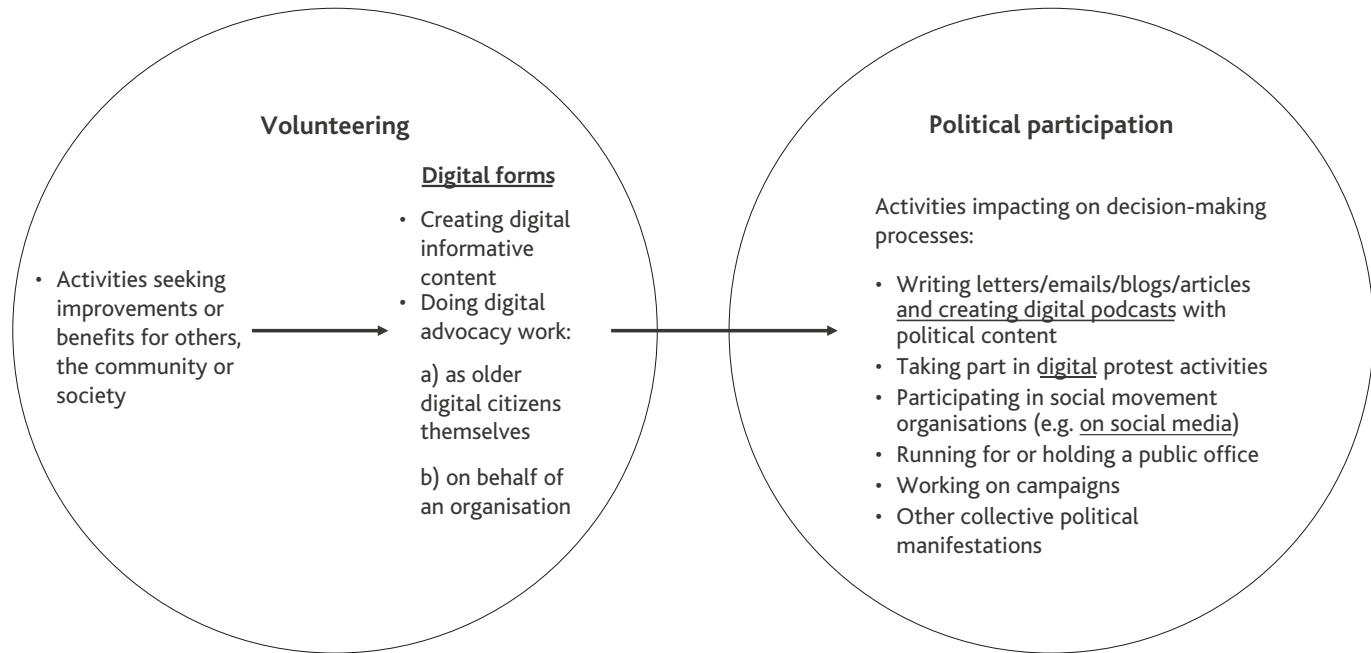 Volunteering
• Activities seeking
improvements or
benefits for others,
the community or
society
Digital forms
• Creating digital
informative
content
• Doing digital
advocacy work:
a) as older
digital citizens
themselves
b) on behalf of
an organisation
Political participation
Activities impacting on decision-making
processes:
• Writing letters/emails/blogs/articles
and creating digital podcasts with
political content
• Taking part in digital protest activities
• Participating in social movement
organisations (e.g. on social media)
• Running for or holding a public office
• Working on campaigns
• Other collective political
manifestations